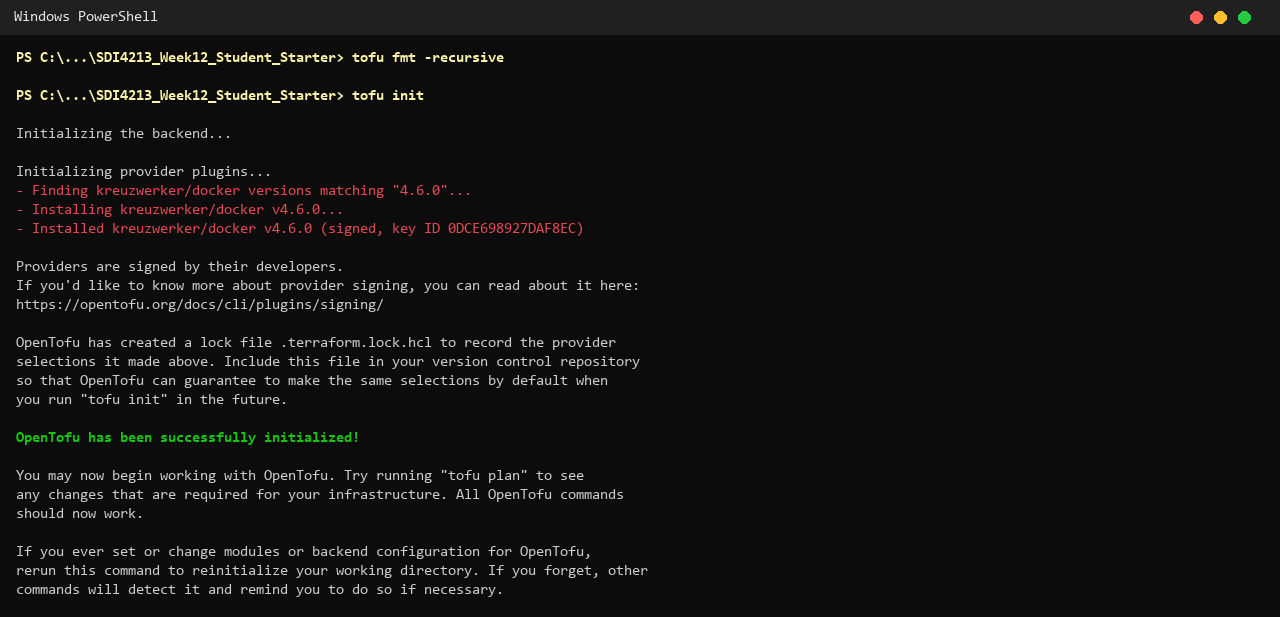 Windows PowerShell
PS C:\...\SDI4213_Week12_Student_Starter> tofu fmt -recursive
PS C:\...\SDI4213_Week12_Student_Starter> tofu init
Initializing the backend...
Initializing provider plugins...
- Finding kreuzwerker/docker versions matching "4.6.0"...
- Installing kreuzwerker/docker v4.6.0...
- Installed kreuzwerker/docker v4.6.0 (signed, key ID 0DCE698927DAF8EC)
Providers are signed by their developers.
If you'd like to know more about provider signing, you can read about it here:
https://opentofu.org/docs/cli/plugins/signing/
OpenTofu has created a lock file .terraform.lock.hcl to record the provider
selections it made above. Include this file in your version control repository
so that OpenTofu can guarantee to make the same selections by default when
you run "tofu init" in the future.
OpenTofu has been successfully initialized!
You may now begin working with OpenTofu. Try running "tofu plan" to see
any changes that are required for your infrastructure. All OpenTofu commands
should now work.
If you ever set or change modules or backend configuration for OpenTofu,
rerun this command to reinitialize your working directory. If you forget, other
commands will detect it and remind you to do so if necessary.